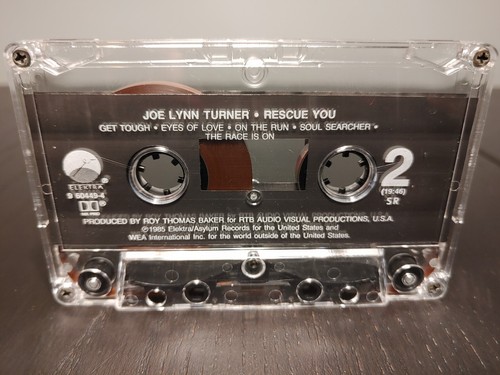 JOE LYNN TURNER • RESCUE YOU
GET TOUGH • EYES OF LOVE • ON THE RUN • SOUL SEARCHER •
THE RACE IS ON
ELEKTRA
9 60449-4
2
(19:46)
SR
PRODUCED BY ROY THOMAS BAKER for RTB AUDIO VISUAL PRODUCTIONS, U.S.A.
℗1985 Elektra/Asylum Records for the United States and
WEA International Inc. for the world outside of the United States.